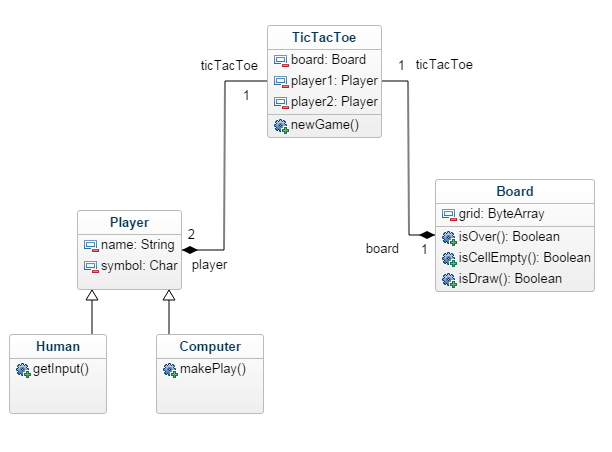 TicTacToe
board: Board
player1: Player
player2: Player
newGame()
ticTacToe
1
1
ticTacToe
Board
grid: ByteArray
isOver(): Boolean
isCellEmpty(): Boolean
isDraw(): Boolean
board
1
Player
name: String
symbol: Char
2
player
Human
getInput()
Computer
makePlay()